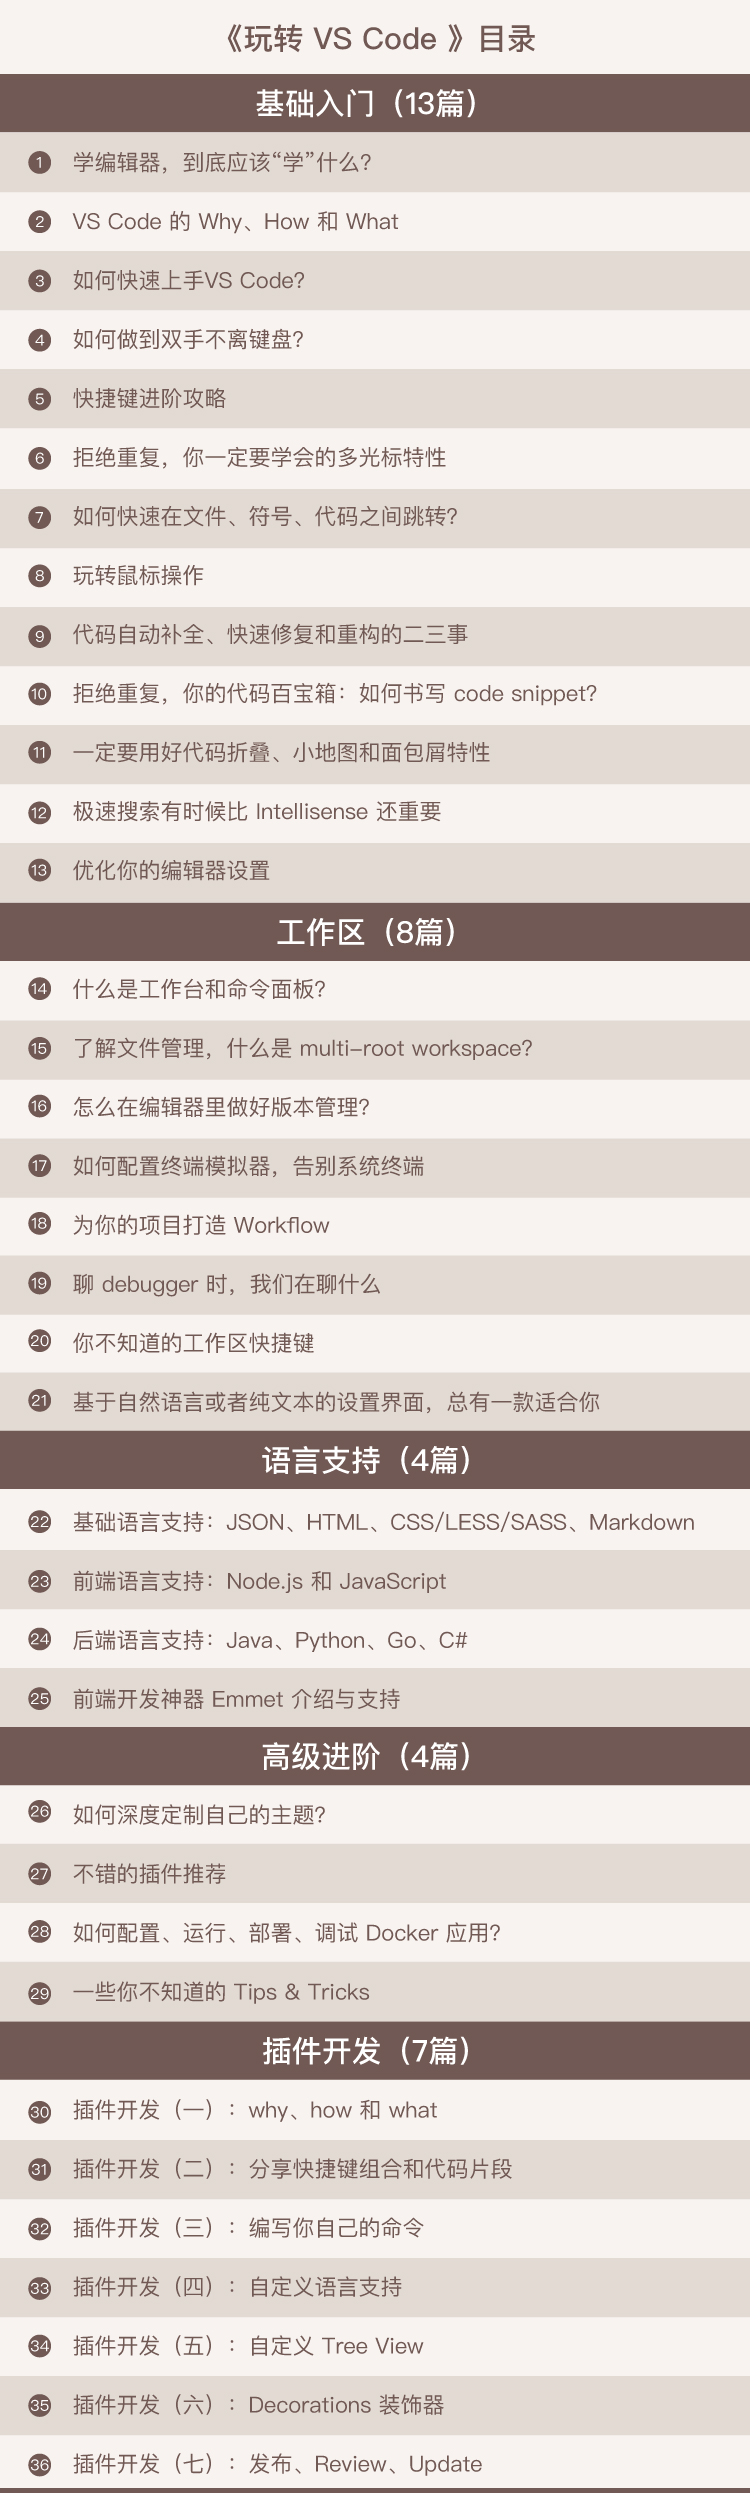 《玩转 VS Code 》目录
基础入门（13篇）
1 学编辑器，到底应该“学”什么？
2 VS Code 的 Why、How 和 What
3 如何快速上手VS Code？
4 如何做到双手不离键盘？
5 快捷键进阶攻略
6 拒绝重复，你一定要学会的多光标特性
7 如何快速在文件、符号、代码之间跳转？
8 玩转鼠标操作
9 代码自动补全、快速修复和重构的二三事
10 拒绝重复，你的代码百宝箱：如何书写 code snippet？
11 一定要用好代码折叠、小地图和面包屑特性
12 极速搜索有时候比 Intellisense 还重要
13 优化你的编辑器设置
工作区（8篇）
14 什么是工作台和命令面板？
15 了解文件管理，什么是 multi-root workspace？
16 怎么在编辑器里做好版本管理？
17 如何配置终端模拟器，告别系统终端
18 为你的项目打造 Workflow
19 聊 debugger 时，我们在聊什么
20 你不知道的工作区快捷键
21 基于自然语言或者纯文本的设置界面，总有一款适合你
语言支持（4篇）
22 基础语言支持：JSON、HTML、CSS/LESS/SASS、Markdown
23 前端语言支持：Node.js 和 JavaScript
24 后端语言支持：Java、Python、Go、C#
25 前端开发神器 Emmet 介绍与支持
高级进阶（4篇）
26 如何深度定制自己的主题？
27 不错的插件推荐
28 如何配置、运行、部署、调试 Docker 应用？
29 一些你不知道的 Tips & Tricks
插件开发（7篇）
30 插件开发（一）：why、how 和 what
31 插件开发（二）：分享快捷键组合和代码片段
32 插件开发（三）：编写你自己的命令
33 插件开发（四）：自定义语言支持
34 插件开发（五）：自定义 Tree View
35 插件开发（六）：Decorations 装饰器
36 插件开发（七）：发布、Review、Update